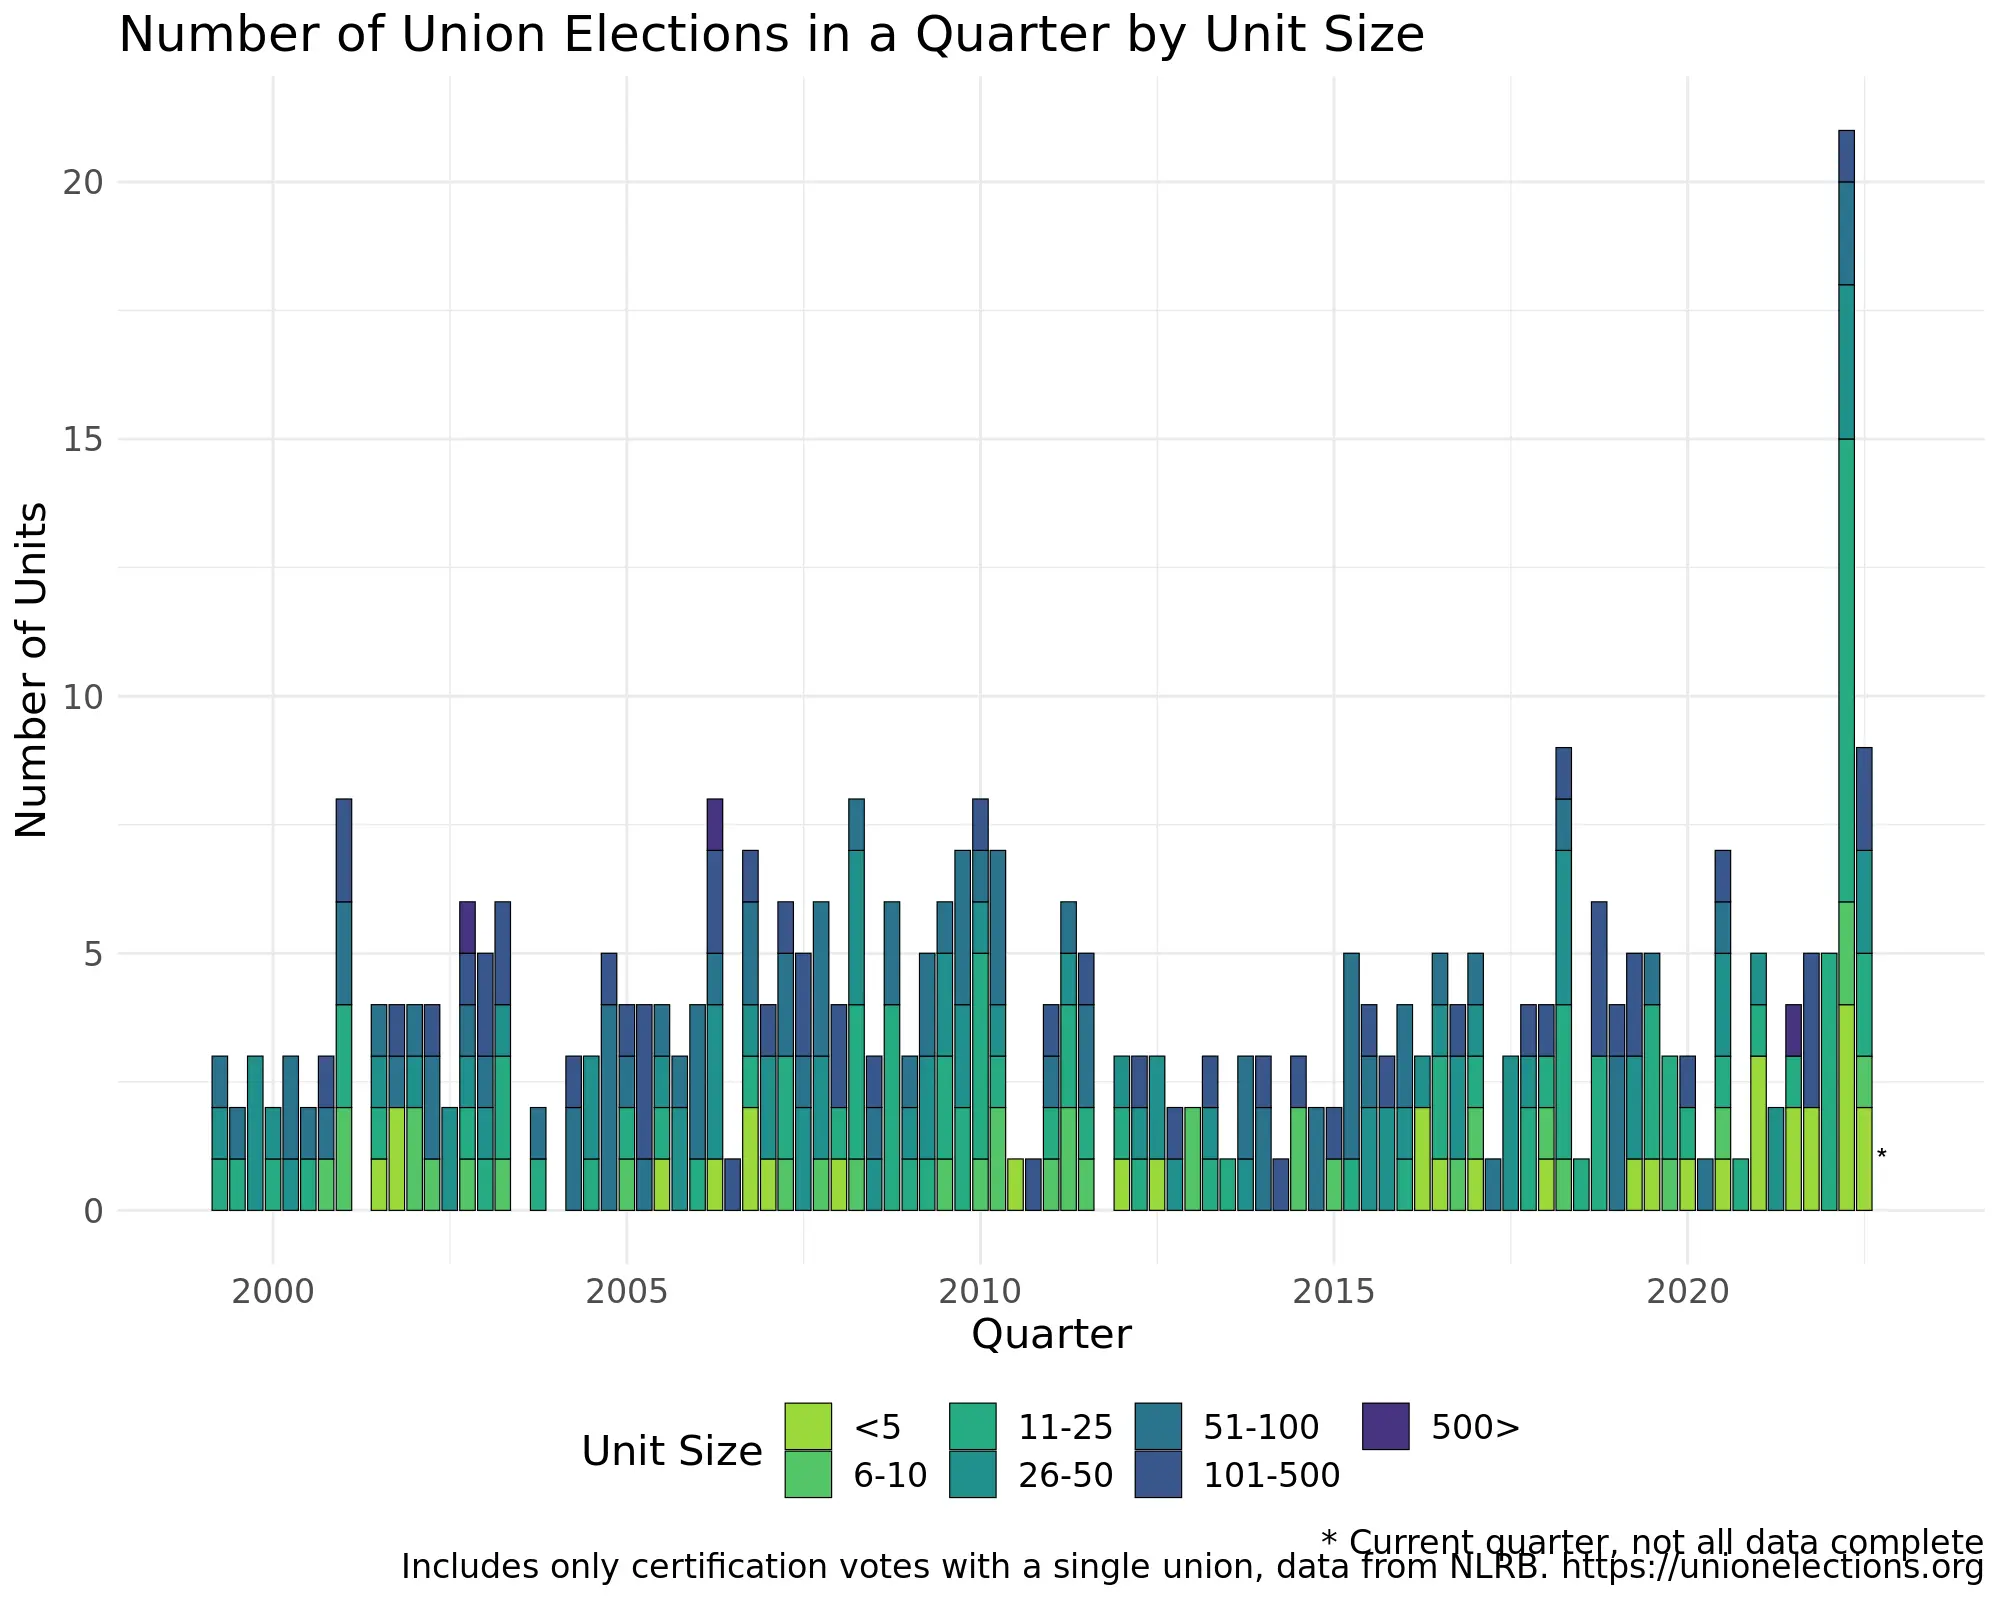 Number of Union Elections in a Quarter by Unit Size
Number of Units
20
15
10
5
0
*
2000 2005 2010 2015 2020
Quarter
Unit Size
<5 11-25 51-100 500>
6-10 26-50 101-500
* Current quarter, not all data complete
Includes only certification votes with a single union, data from NLRB. https://unionelections.org